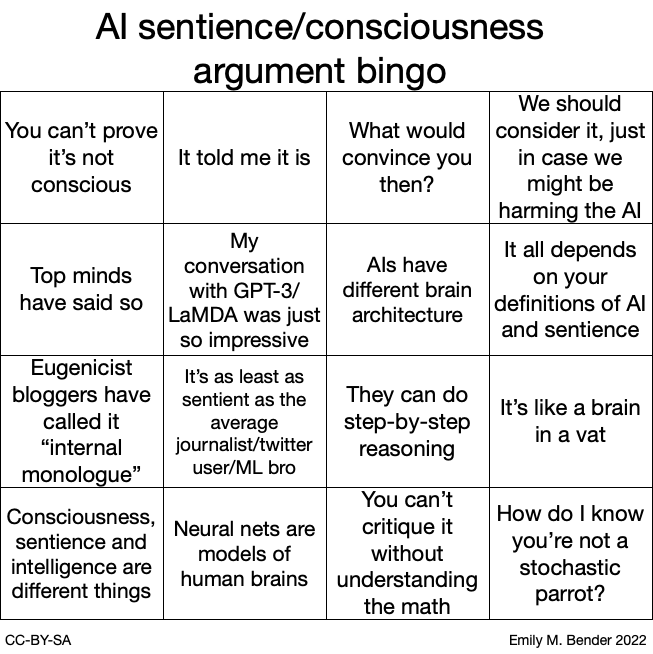 AI sentience/consciousness
argument bingo
You can't prove
it's not
conscious
It told me it is
What would
convince you
then?
We should
consider it, just
in case we
might be
harming the AI
Top minds
have said so
My
conversation
with GPT-3/
LaMDA was just
so impressive
AIs have
different brain
architecture
It all depends
on your
definitions of AI
and sentience
Eugenicist
bloggers have
called it
“internal
monologue”
It's as least as
sentient as the
average
journalist/twitter
user/ML bro
They can do
step-by-step
reasoning
It's like a brain
in a vat
Consciousness,
sentience and
intelligence are
different things
Neural nets are
models of
human brains
You can't
critique it
without
understanding
the math
How do I know
you're not a
stochastic
parrot?
CC-BY-SA
Emily M. Bender 2022